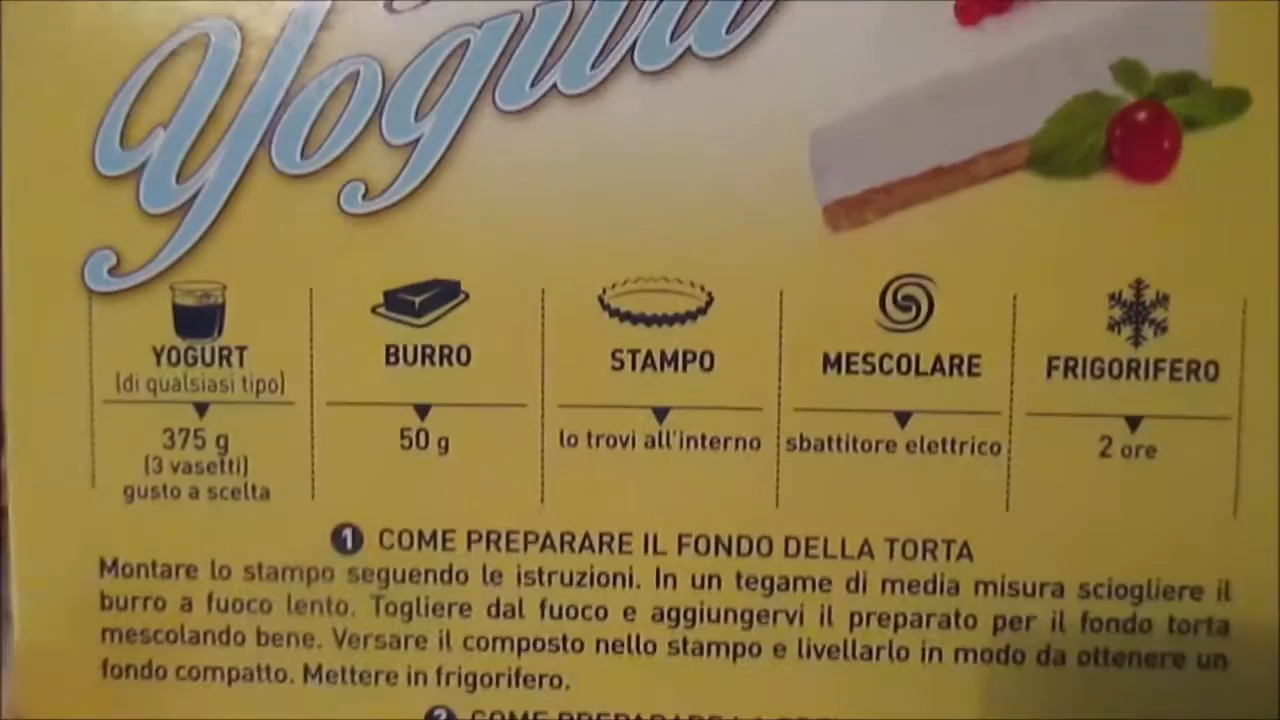 Yogurt
YOGURT
(di qualsiasi tipo)
375 g
(3 vasetti)
gusto a scelta
BURRO
50 g
STAMPO
lo trovi all'interno
MESCOLARE
sbattitore elettrico
FRIGORIFERO
2 ore
1 COME PREPARARE IL FONDO DELLA TORTA
Montare lo stampo seguendo le istruzioni. In un tegame di media misura sciogliere il
burro a fuoco lento. Togliere dal fuoco e aggiungervi il preparato per il fondo torta
mescolando bene. Versare il composto nello stampo e livellarlo in modo da ottenere un
fondo compatto. Mettere in frigorifero.
2 COME PREPARARE LA